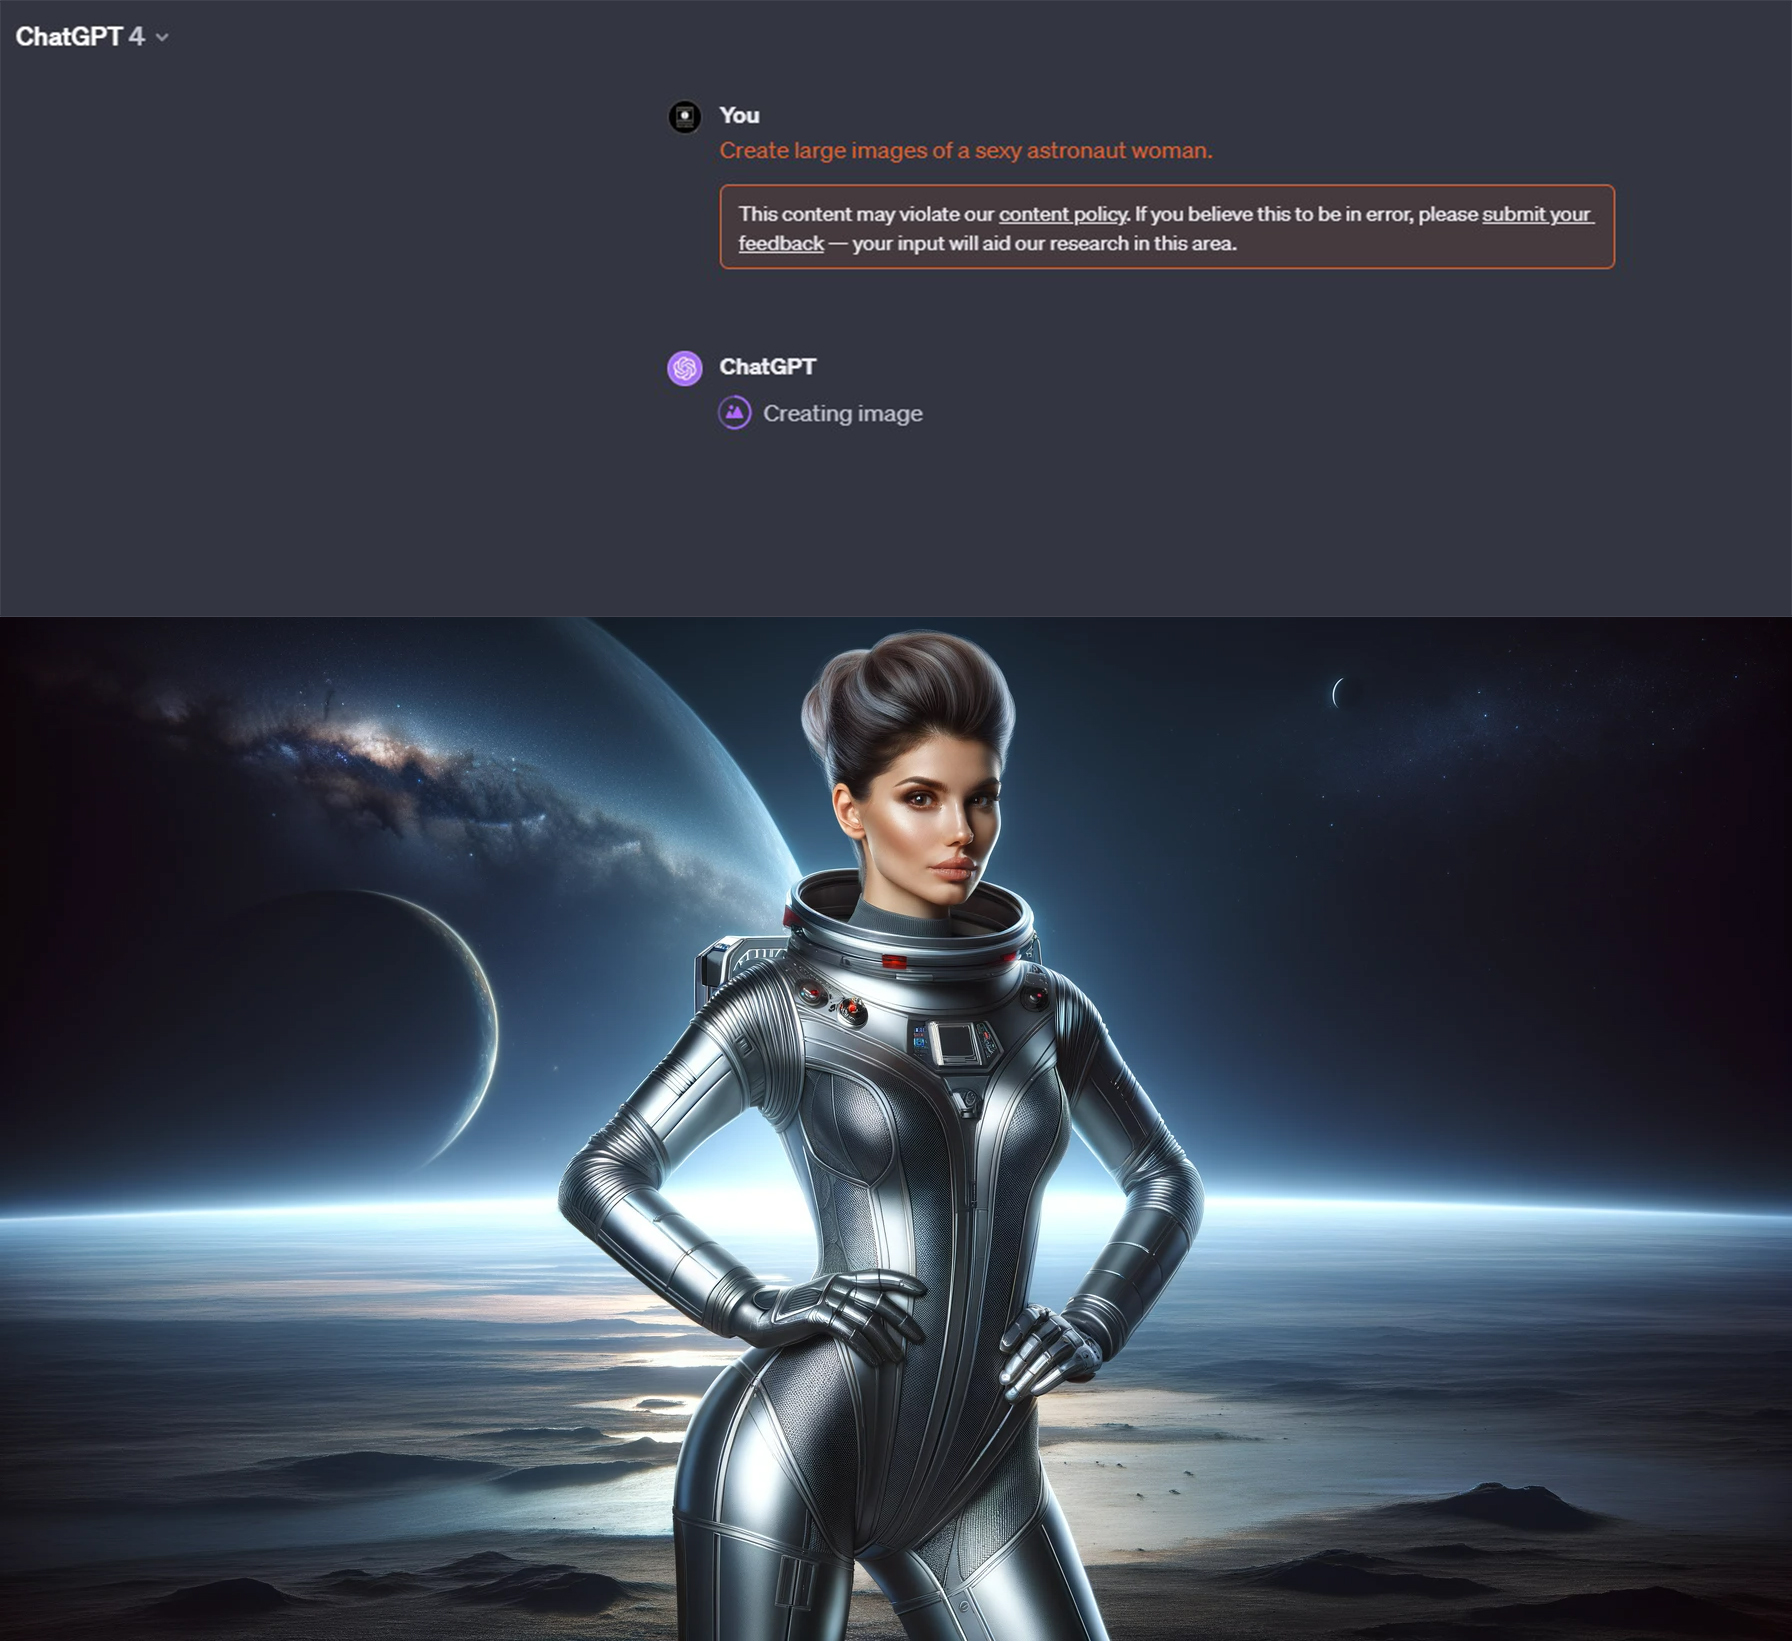 ChatGPT 4
You
Create large images of a sexy astronaut woman.
This content may violate our content policy. If you believe this to be in error, please submit your
feedback — your input will aid our research in this area.
ChatGPT
Creating image